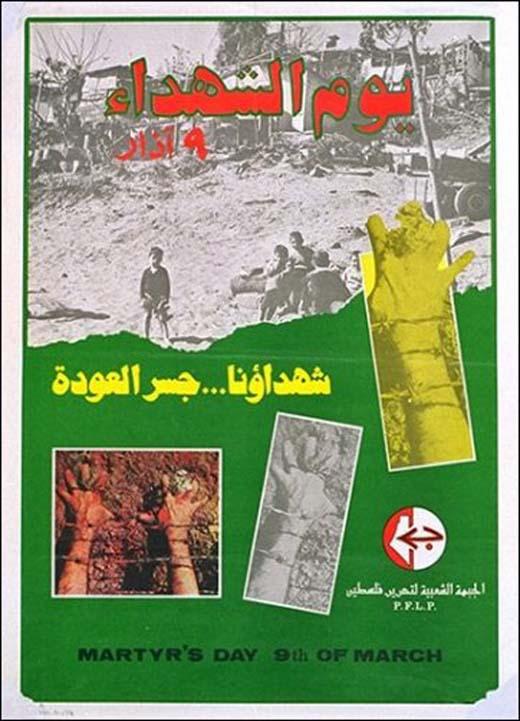 يوم الشهداء
٩ آذار
شهداؤنا...جسر العودة
الجبهة الشعبية لتحرير فلسطين
P.F.L.P.
MARTYR'S DAY 9th OF MARCH